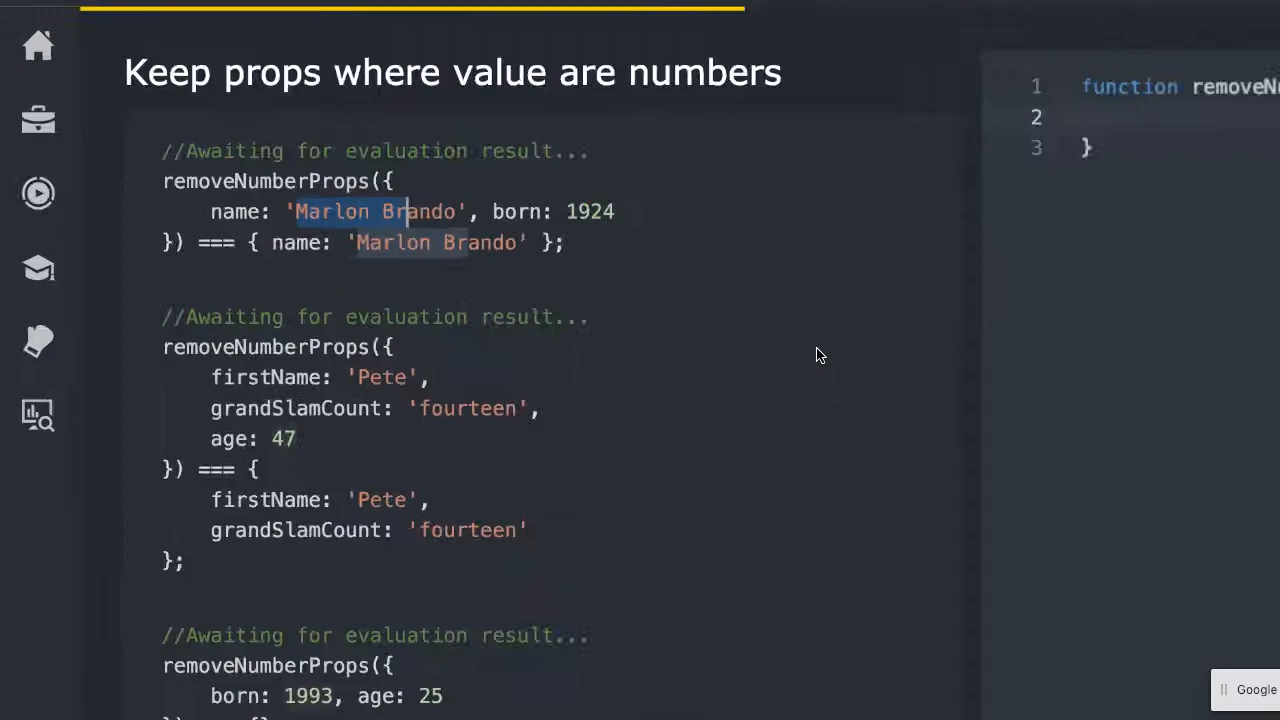 Keep props where value are numbers
//Awaiting for evaluation result...
removeNumberProps({
name: 'Marlon Brando', born: 1924
}) === { name: 'Marlon Brando' };
//Awaiting for evaluation result...
removeNumberProps({
firstName: 'Pete',
grandSlamCount: 'fourteen',
age: 47
}) === {
firstName: 'Pete',
grandSlamCount: 'fourteen'
};
//Awaiting for evaluation result...
removeNumberProps({
born: 1993, age: 25
1 function
2
3 }
Google